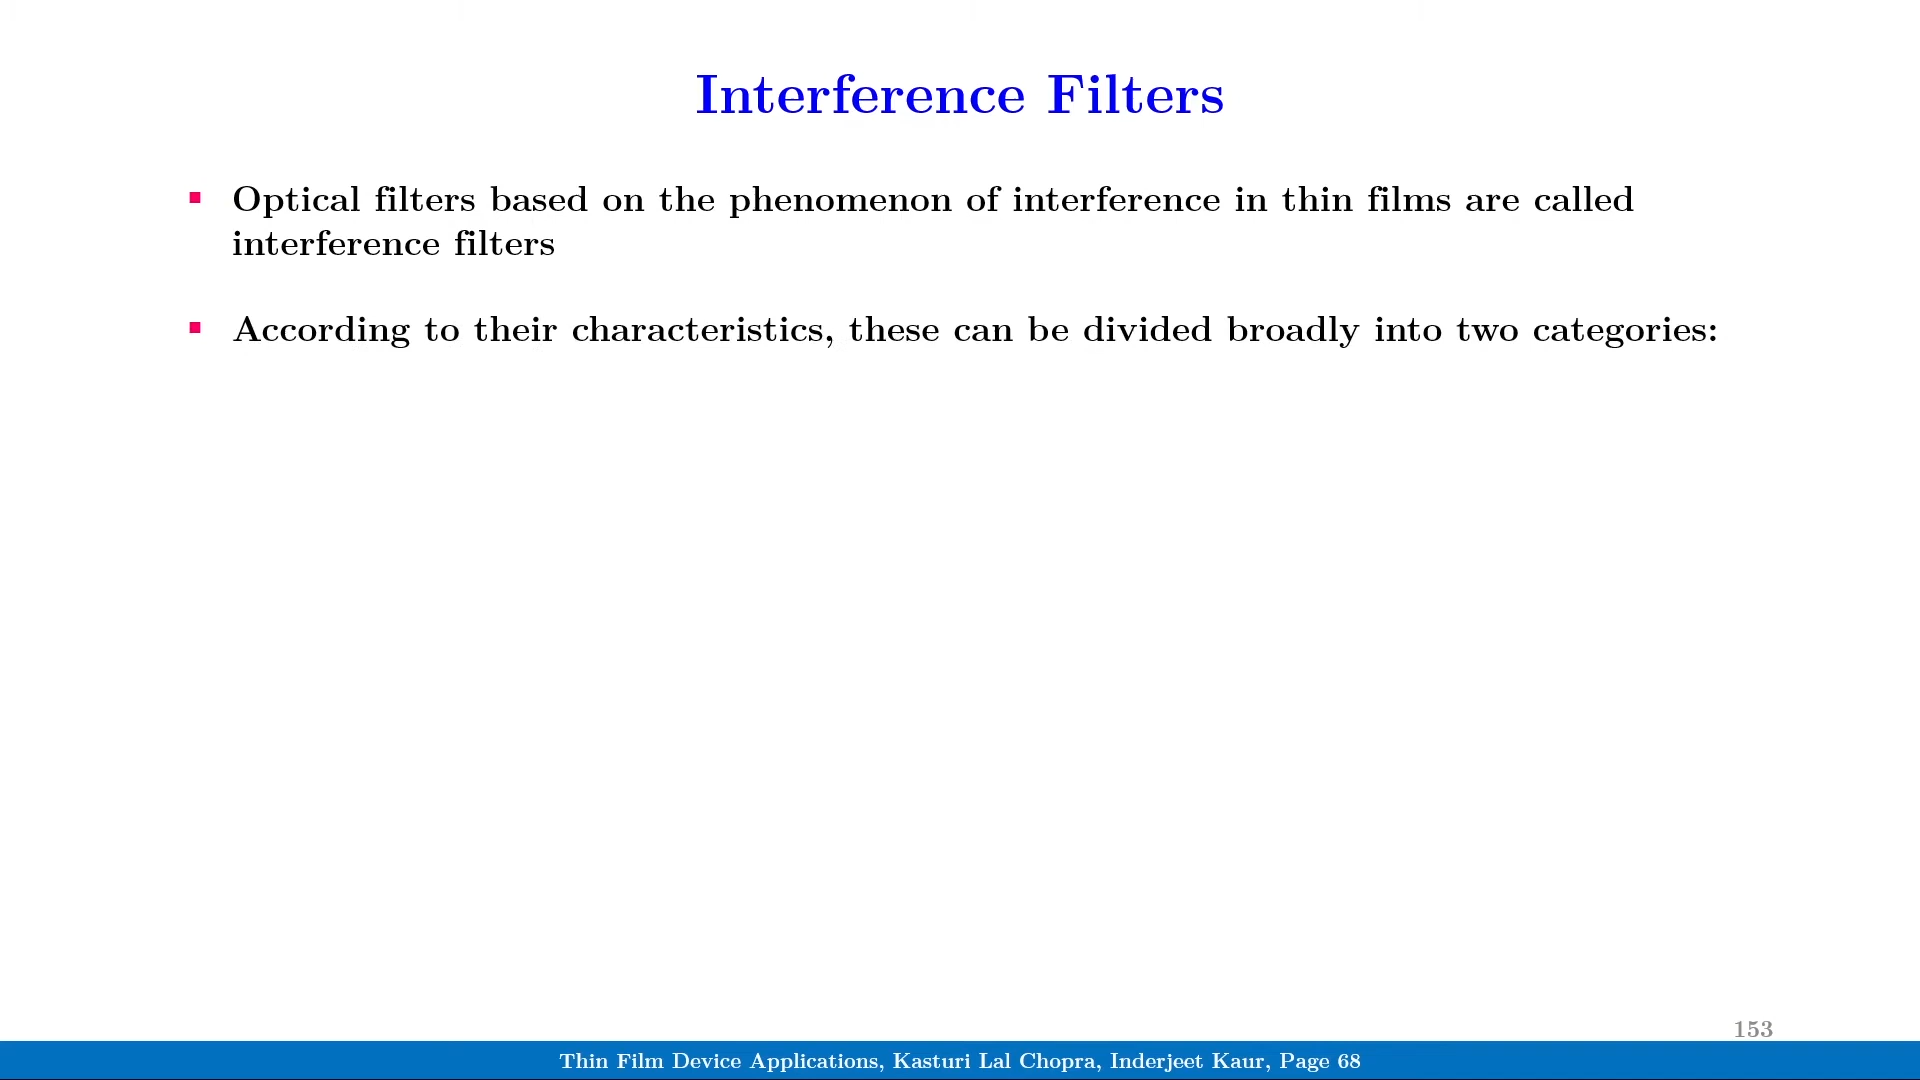 Interference Filters
▪ Optical filters based on the phenomenon of interference in thin films are called
interference filters
▪ According to their characteristics, these can be divided broadly into two categories:
153
Thin Film Device Applications, Kasturi Lal Chopra, Inderjeet Kaur, Page 68